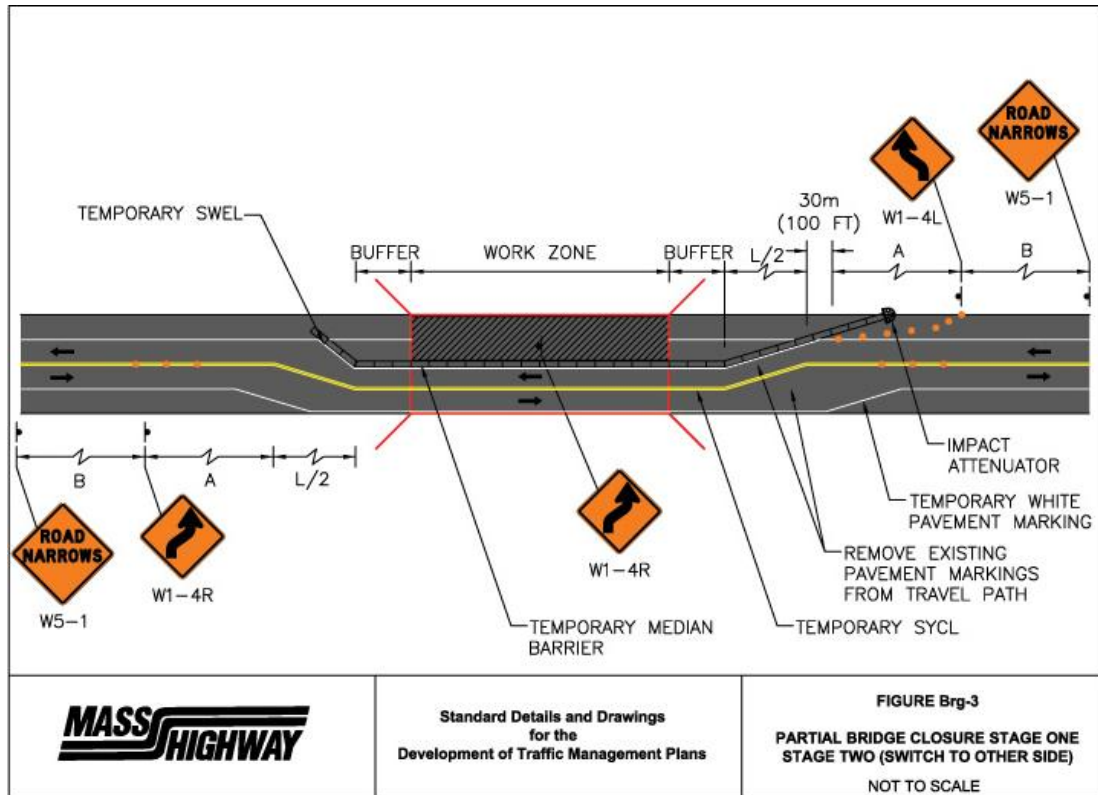 ROAD
NARROWS
W5-1
W1-4L
30m
(100 FT)
TEMPORARY SWEL
BUFFER
WORK ZONE
BUFFER
L/2
A
B
B
A
L/2
ROAD
NARROWS
W5-1
W1-4R
W1-4R
IMPACT
ATTENUATOR
TEMPORARY WHITE
PAVEMENT MARKING
REMOVE EXISTING
PAVEMENT MARKINGS
FROM TRAVEL PATH
TEMPORARY MEDIAN
BARRIER
TEMPORARY SYCL
MASS
HIGHWAY
Standard Details and Drawings
for the
Development of Traffic Management Plans
FIGURE Brg-3
PARTIAL BRIDGE CLOSURE STAGE ONE
STAGE TWO (SWITCH TO OTHER SIDE)
NOT TO SCALE